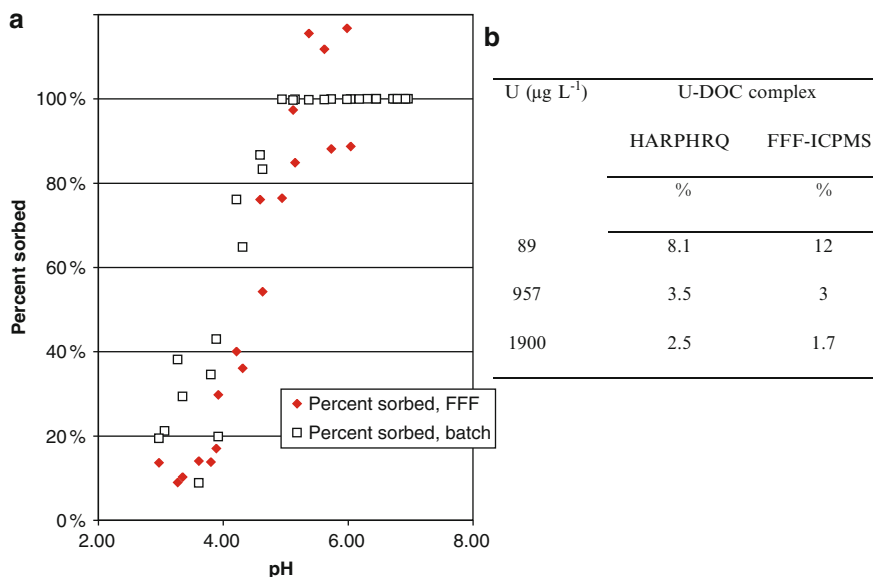 a
100%
80%
60%
40%
20%
0%
Percent sorbed
2.00 4.00 6.00 8.00
pH
Percent sorbed, FFF
Percent sorbed, batch
b
U (µg L-1) U-DOC complex
HARPHRQ FFF-ICPMS
% %
89 8.1 12
957 3.5 3
1900 2.5 1.7